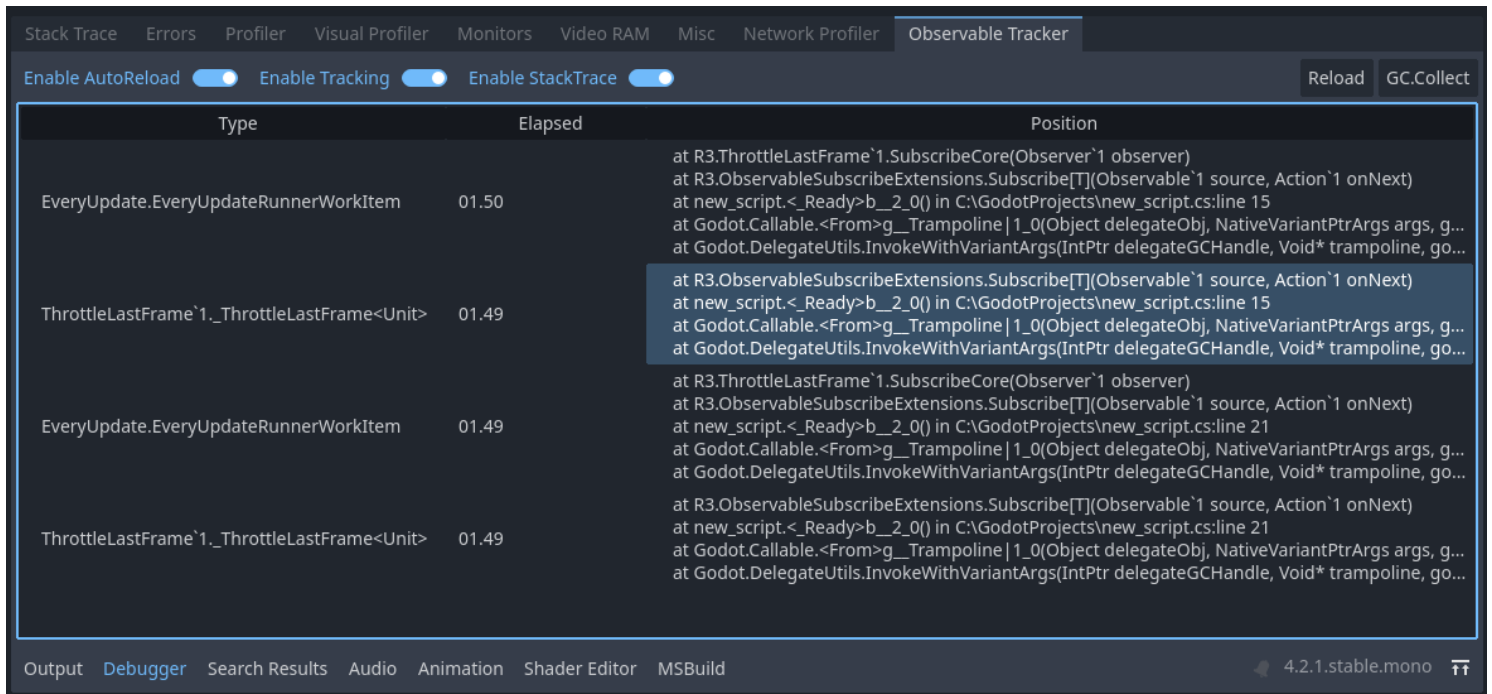 Stack Trace Errors Profiler Visual Profiler Monitors Video RAM Misc Network Profiler Observable Tracker
Enable AutoReload Enable Tracking Enable StackTrace Reload GC.Collect
Type Elapsed Position
at R3.ThrottleLastFrame`1.SubscribeCore(Observer`1 observer)
at R3.ObservableSubscribeExtensions.Subscribe[T](Observable`1 source, Action`1 onNext)
EveryUpdate.EveryUpdateRunnerWorkItem 01.50 at new_script.<_Ready>b__2_0() in C:\GodotProjects\new_script.cs:line 15
at Godot.Callable.<From>g__Trampoline|1_0(Object delegateObj, NativeVariantPtrArgs args, g...
at Godot.DelegateUtils.InvokeWithVariantArgs(IntPtr delegateGCHandle, Void* trampoline, go...
at R3.ObservableSubscribeExtensions.Subscribe[T](Observable`1 source, Action`1 onNext)
at new_script.<_Ready>b__2_0() in C:\GodotProjects\new_script.cs:line 15
ThrottleLastFrame`1._ThrottleLastFrame<Unit> 01.49 at Godot.Callable.<From>g__Trampoline|1_0(Object delegateObj, NativeVariantPtrArgs args, g...
at Godot.DelegateUtils.InvokeWithVariantArgs(IntPtr delegateGCHandle, Void* trampoline, go...
at R3.ThrottleLastFrame`1.SubscribeCore(Observer`1 observer)
at R3.ObservableSubscribeExtensions.Subscribe[T](Observable`1 source, Action`1 onNext)
EveryUpdate.EveryUpdateRunnerWorkItem 01.49 at new_script.<_Ready>b__2_0() in C:\GodotProjects\new_script.cs:line 21
at Godot.Callable.<From>g__Trampoline|1_0(Object delegateObj, NativeVariantPtrArgs args, g...
at Godot.DelegateUtils.InvokeWithVariantArgs(IntPtr delegateGCHandle, Void* trampoline, go...
at R3.ObservableSubscribeExtensions.Subscribe[T](Observable`1 source, Action`1 onNext)
at new_script.<_Ready>b__2_0() in C:\GodotProjects\new_script.cs:line 21
ThrottleLastFrame`1._ThrottleLastFrame<Unit> 01.49 at Godot.Callable.<From>g__Trampoline|1_0(Object delegateObj, NativeVariantPtrArgs args, g...
at Godot.DelegateUtils.InvokeWithVariantArgs(IntPtr delegateGCHandle, Void* trampoline, go...
Output Debugger Search Results Audio Animation Shader Editor MSBuild 4.2.1.stable.mono